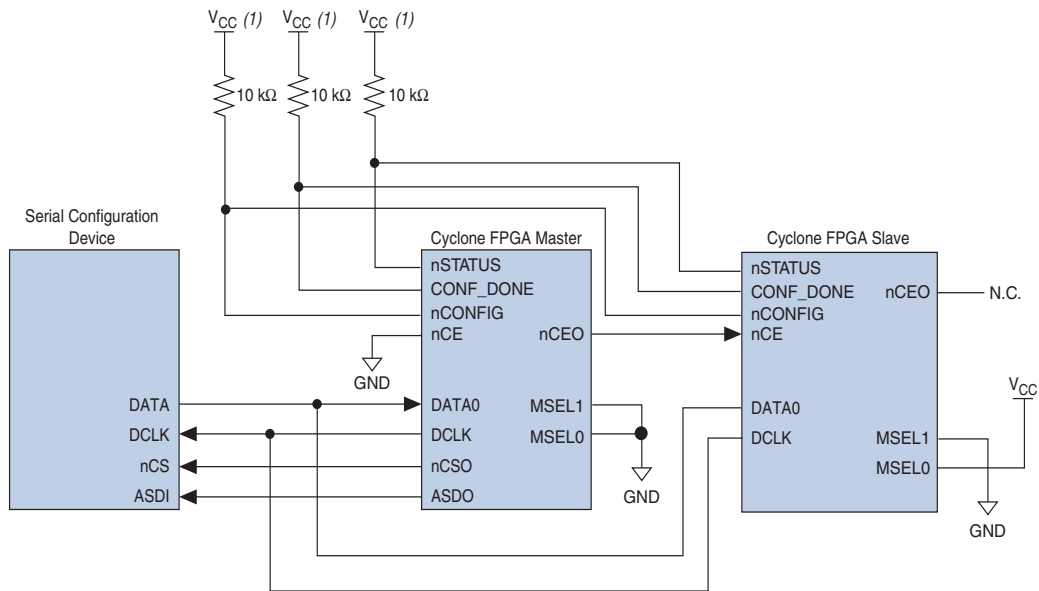 VCC (1) VCC (1) VCC (1)
10 kΩ 10 kΩ 10 kΩ
Serial Configuration
Device
DATA
DCLK
nCS
ASDI
Cyclone FPGA Master
nSTATUS
CONF_DONE
nCONFIG
nCE
nCEO
GND
DATA0
DCLK
nCSO
ASDO
MSEL1
MSEL0
GND
Cyclone FPGA Slave
nSTATUS
CONF_DONE
nCONFIG
nCE
nCEO
N.C.
DATA0
DCLK
MSEL1
MSEL0
VCC
GND